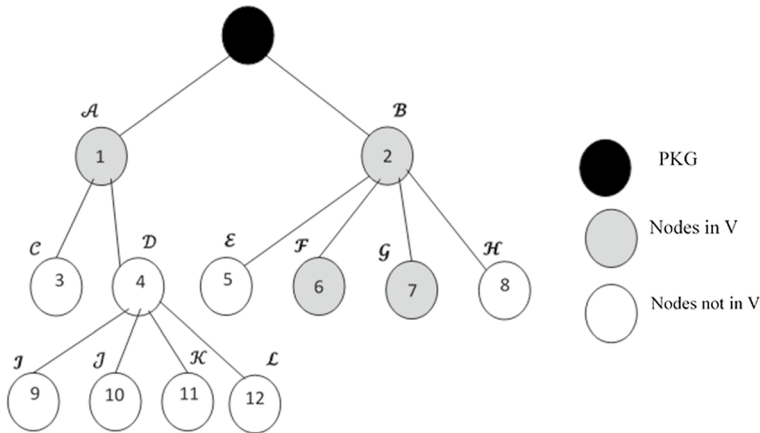 𝒜 ℬ
1 2
PKG
Nodes in V
𝒞 𝒟 ℰ ℱ 𝒢 ℋ
3 4 5 6 7 8
Nodes not in V
ℐ 𝒥 𝒦 ℒ
9 10 11 12